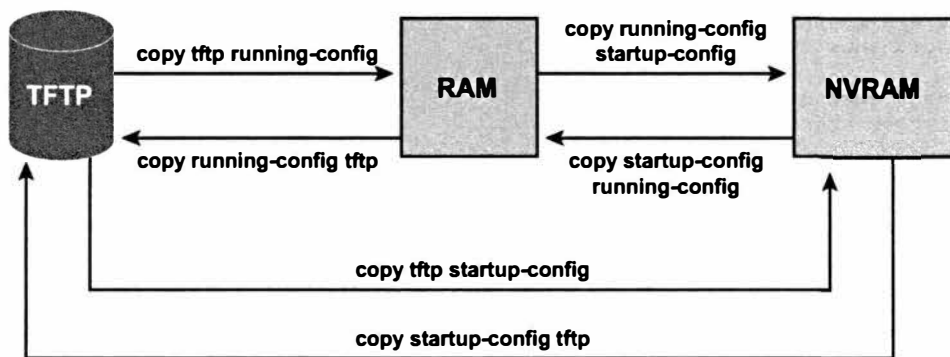 copy tftp running-config
copy running-config
startup-config
TFTP
RAM
NVRAM
copy running-config tftp
copy startup-config
running-config
copy tftp startup-config
copy startup-config tftp